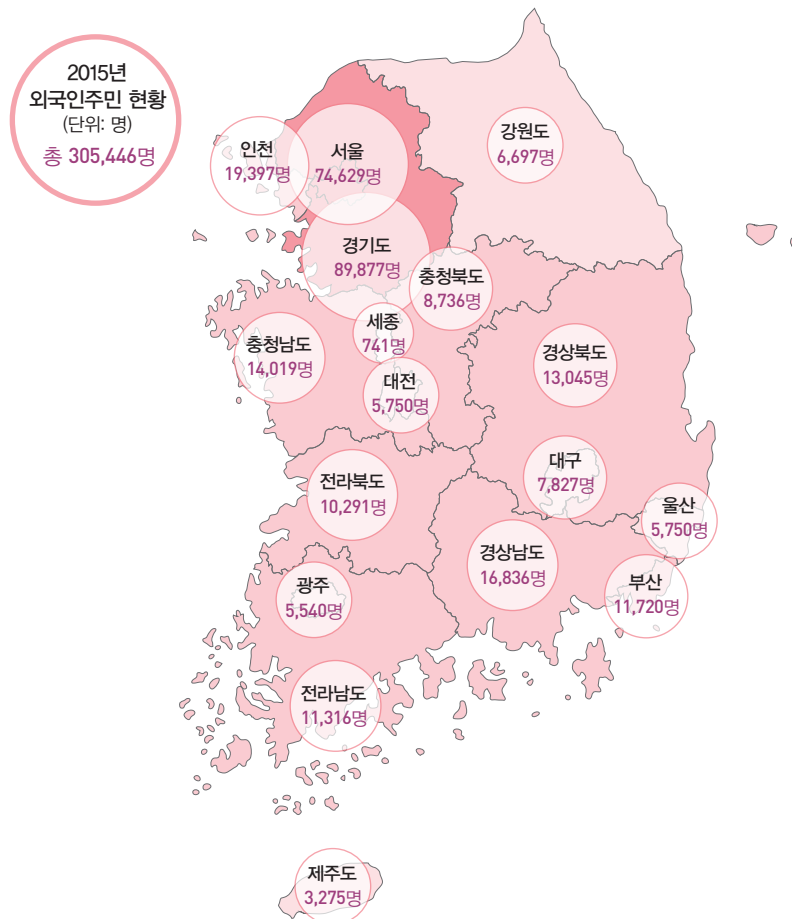 2015년
외국인주민 현황
(단위: 명)
총 305,446명
강원도
6,697명
인천
19,397명
서울
74,629명
경기도
89,877명
충청북도
8,736명
세종
741명
충청남도
14,019명
경상북도
13,045명
대전
5,750명
대구
7,827명
전라북도
10,291명
울산
5,750명
경상남도
16,836명
부산
11,720명
광주
5,540명
전라남도
11,316명
제주도
3,275명